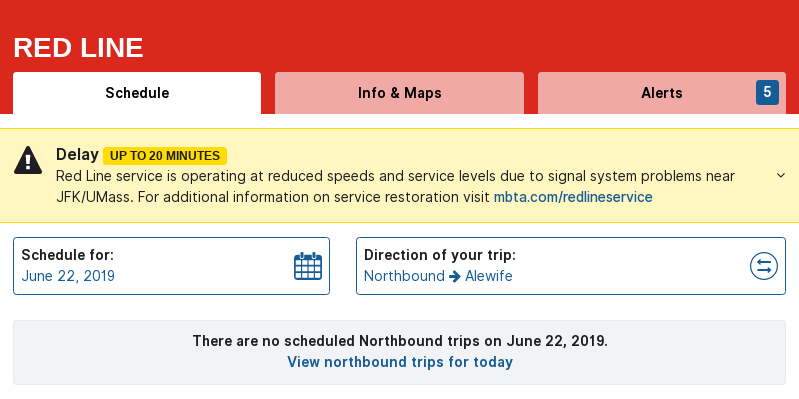 RED LINE
Schedule
Info & Maps
Alerts 5
Delay UP TO 20 MINUTES
Red Line service is operating at reduced speeds and service levels due to signal system problems near
JFK/UMass. For additional information on service restoration visit mbta.com/redlineservice
Schedule for:
June 22, 2019
Direction of your trip:
Northbound → Alewife
There are no scheduled Northbound trips on June 22, 2019.
View northbound trips for today